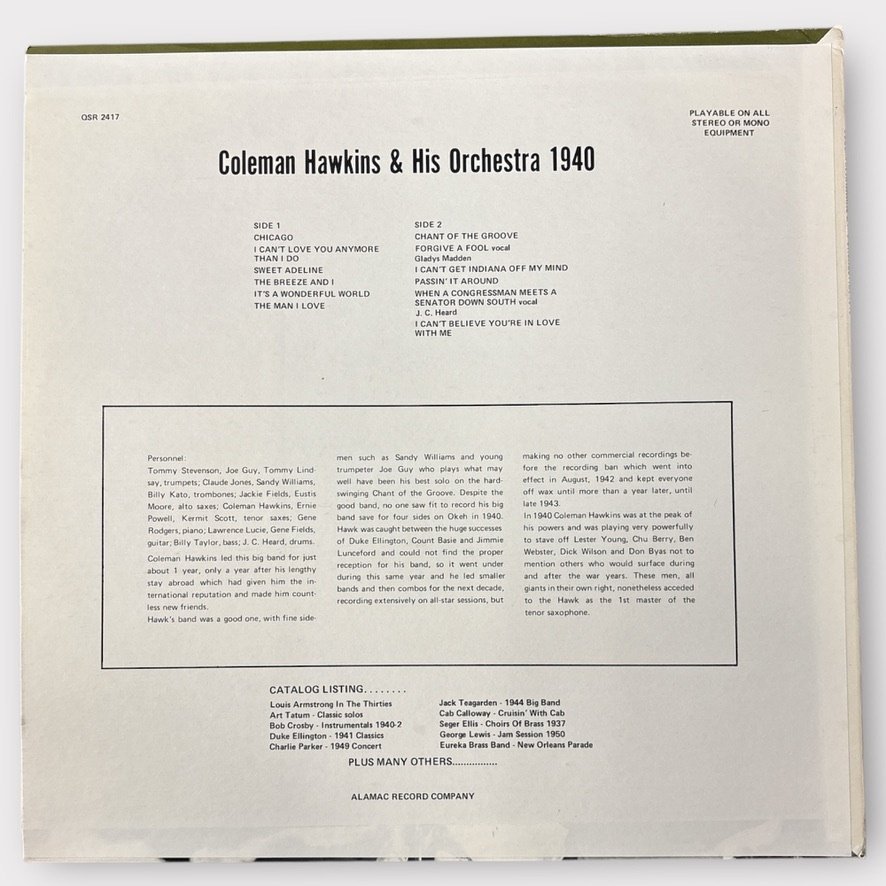 QSR 2417
PLAYABLE ON ALL
STEREO OR MONO
EQUIPMENT
Coleman Hawkins & His Orchestra 1940
SIDE 1
CHICAGO
I CAN'T LOVE YOU ANYMORE
THAN I DO
SWEET ADELINE
THE BREEZE AND I
IT'S A WONDERFUL WORLD
THE MAN I LOVE
SIDE 2
CHANT OF THE GROOVE
FORGIVE A FOOL vocal
Gladys Madden
I CAN'T GET INDIANA OFF MY MIND
PASSIN' IT AROUND
WHEN A CONGRESSMAN MEETS A
SENATOR DOWN SOUTH vocal
J. C. Heard
I CAN'T BELIEVE YOU'RE IN LOVE
WITH ME
Personnel:
Tommy Stevenson, Joe Guy, Tommy Lind-
say, trumpets; Claude Jones, Sandy Williams,
Billy Kato, trombones; Jackie Fields, Eustis
Moore, alto saxes; Coleman Hawkins, Ernie
Powell, Kermit Scott, tenor saxes; Gene
Rodgers, piano; Lawrence Lucie, Gene Fields,
guitar; Billy Taylor, bass; J. C. Heard, drums.
Coleman Hawkins led this big band for just
about 1 year, only a year after his lengthy
stay abroad which had given him the in-
ternational reputation and made him count-
less new friends.
Hawk's band was a good one, with fine side-
men such as Sandy Williams and young
trumpeter Joe Guy who plays what may
well have been his best solo on the hard-
swinging Chant of the Groove. Despite the
good band, no one saw fit to record his big
band save for four sides on Okeh in 1940.
Hawk was caught between the huge successes
of Duke Ellington, Count Basie and Jimmie
Lunceford and could not find the proper
reception for his band, so it went under
during this same year and he led smaller
bands and then combos for the next decade,
recording extensively on all-star sessions, but
making no other commercial recordings be-
fore the recording ban which went into
effect in August, 1942 and kept everyone
off wax until more than a year later, until
late 1943.
In 1940 Coleman Hawkins was at the peak of
his powers and was playing very powerfully
to stave off Lester Young, Chu Berry, Ben
Webster, Dick Wilson and Don Byas not to
mention others who would surface during
and after the war years. These men, all
giants in their own right, nonetheless acceded
to the Hawk as the 1st master of the
tenor saxophone.
CATALOG LISTING........
Louis Armstrong In The Thirties
Art Tatum - Classic solos
Bob Crosby - Instrumentals 1940-2
Duke Ellington - 1941 Classics
Charlie Parker - 1949 Concert
Jack Teagarden - 1944 Big Band
Cab Calloway - Cruisin' With Cab
Seger Ellis - Choirs Of Brass 1937
George Lewis - Jam Session 1950
Eureka Brass Band - New Orleans Parade
PLUS MANY OTHERS................
ALAMAC RECORD COMPANY